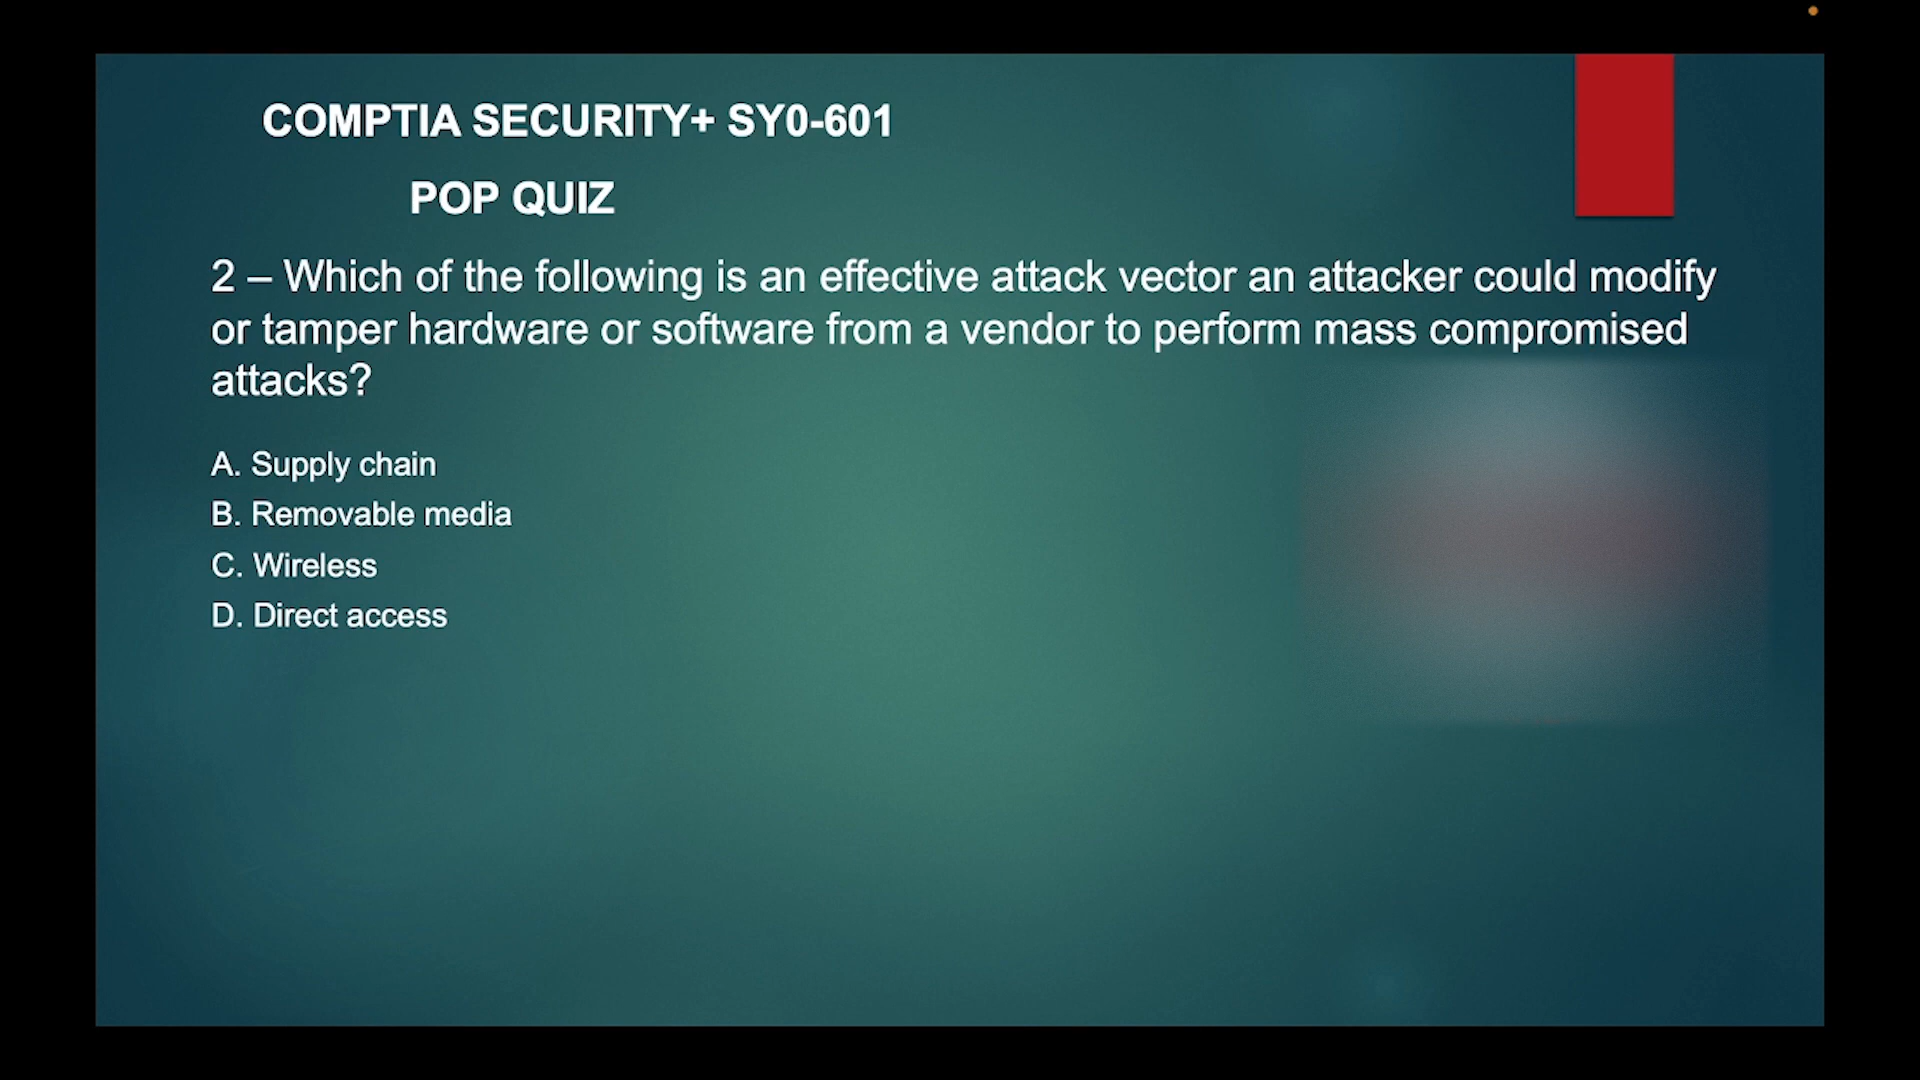 COMPTIA SECURITY+ SY0-601
POP QUIZ
2 – Which of the following is an effective attack vector an attacker could modify
or tamper hardware or software from a vendor to perform mass compromised
attacks?
A. Supply chain
B. Removable media
C. Wireless
D. Direct access